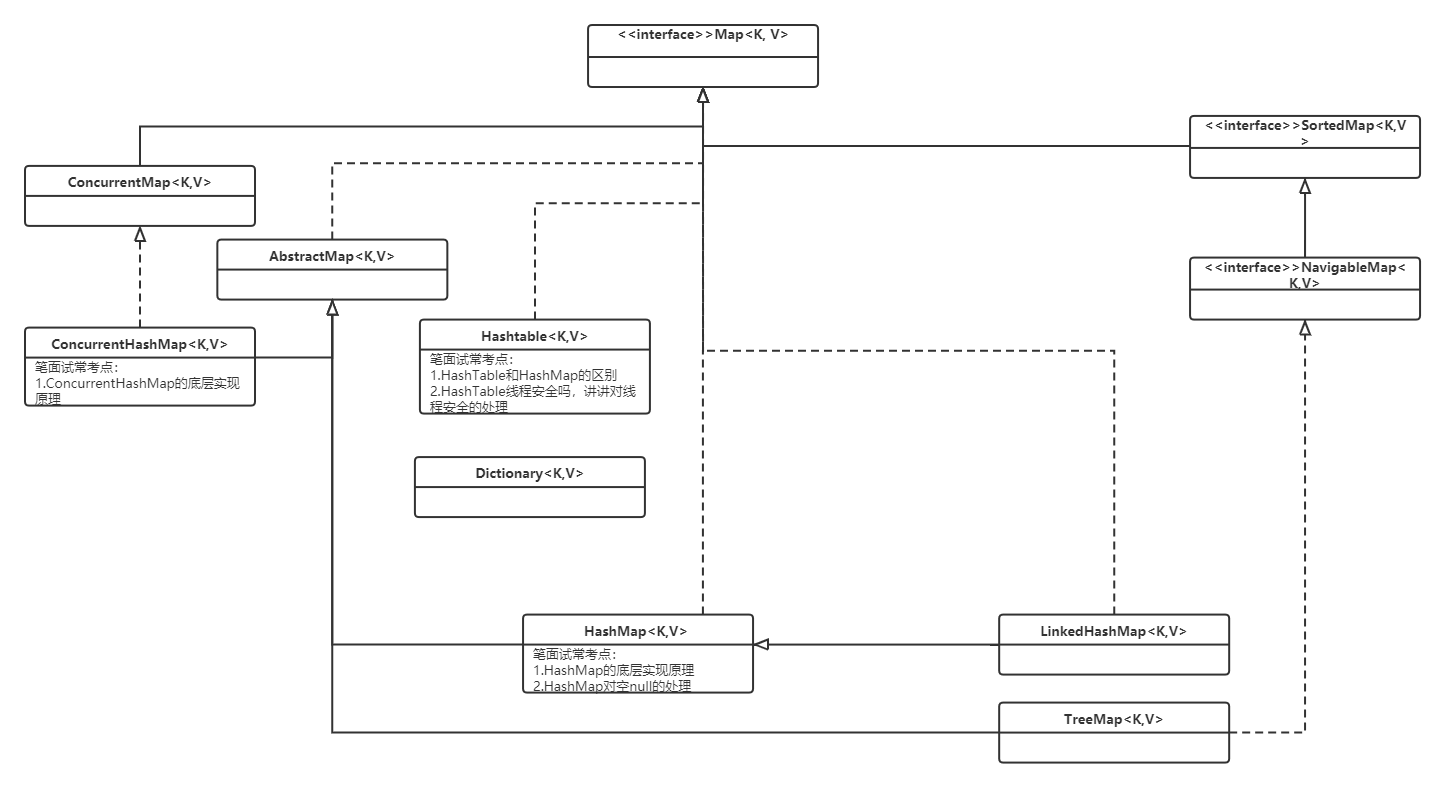 <<interface>>Map<K, V>
<<interface>>SortedMap<K,V
>
ConcurrentMap<K,V>
AbstractMap<K,V>
<<interface>>NavigableMap<
K,V>
ConcurrentHashMap<K,V>
笔面试常考点：
1.ConcurrentHashMap的底层实现
原理
Hashtable<K,V>
笔面试常考点：
1.HashTable和HashMap的区别
2.HashTable线程安全吗，讲讲对线
程安全的处理
Dictionary<K,V>
HashMap<K,V>
笔面试常考点：
1.HashMap的底层实现原理
2.HashMap对空null的处理
LinkedHashMap<K,V>
TreeMap<K,V>